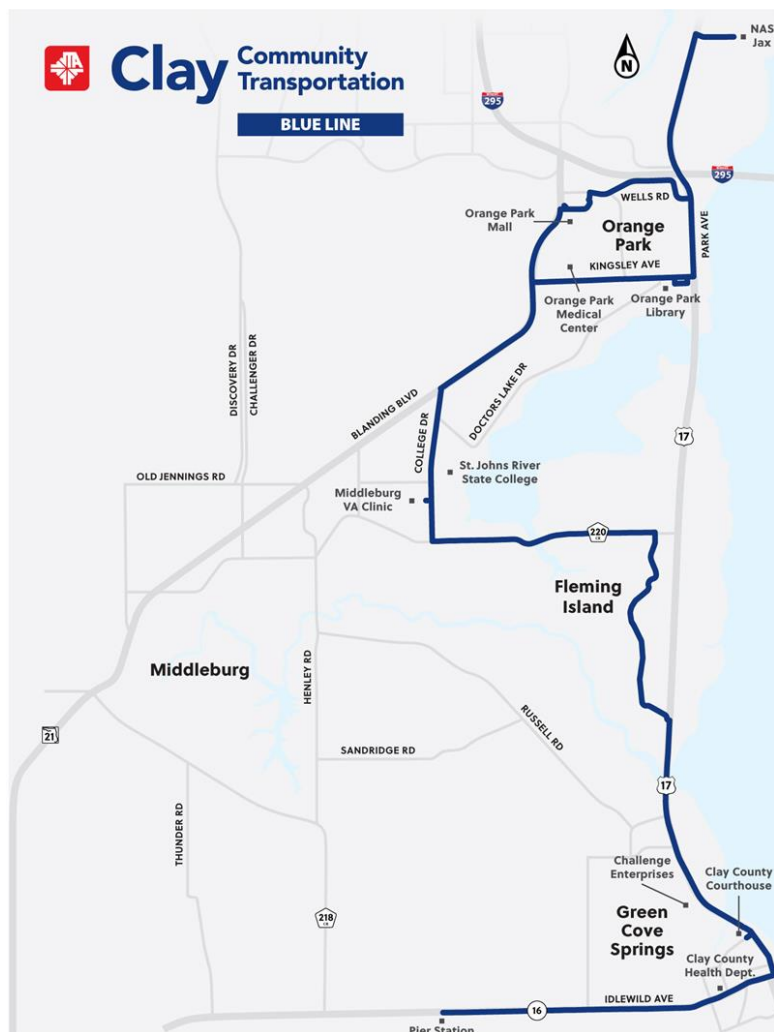 JTA
Clay Community
Transportation
BLUE LINE
N
NAS
Jax
INTERSTATE
295
INTERSTATE
295
WELLS RD
Orange Park
Mall
Orange
Park
PARK AVE
KINGSLEY AVE
Orange Park
Medical
Center
Orange Park
Library
DISCOVERY DR
CHALLENGER DR
BLANDING BLVD
DOCTORS LAKE DR
COLLEGE DR
17
OLD JENNINGS RD
St. Johns River
State College
Middleburg
VA Clinic
220
Fleming
Island
Middleburg
HENLEY RD
21
RUSSELL RD
SANDRIDGE RD
17
THUNDER RD
Challenge
Enterprises
Clay County
Courthouse
218
Green
Cove
Springs
Clay County
Health Dept.
IDLEWILD AVE
16
Pier Station